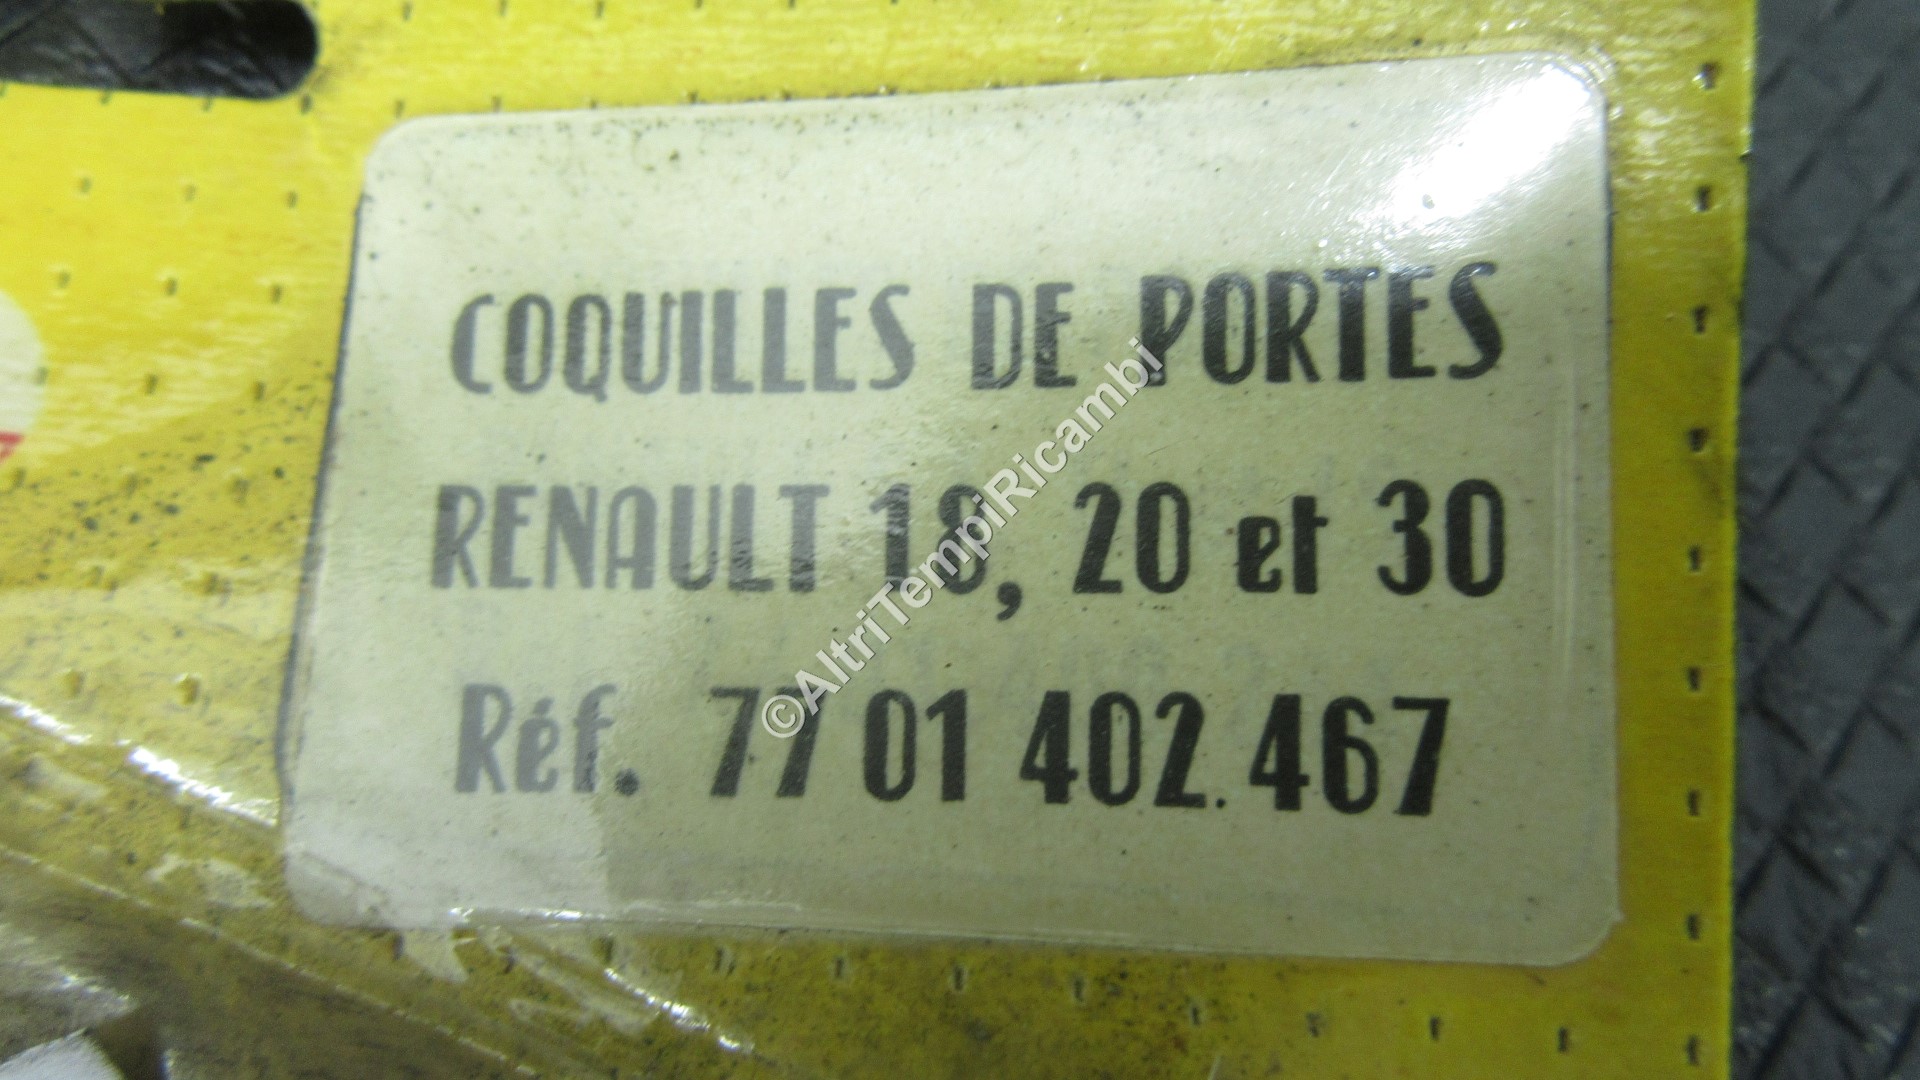 COQUILLES DE PORTES
RENAULT 18, 20 et 30
Réf. 77 01 402.467
©AltriTempiRicambi